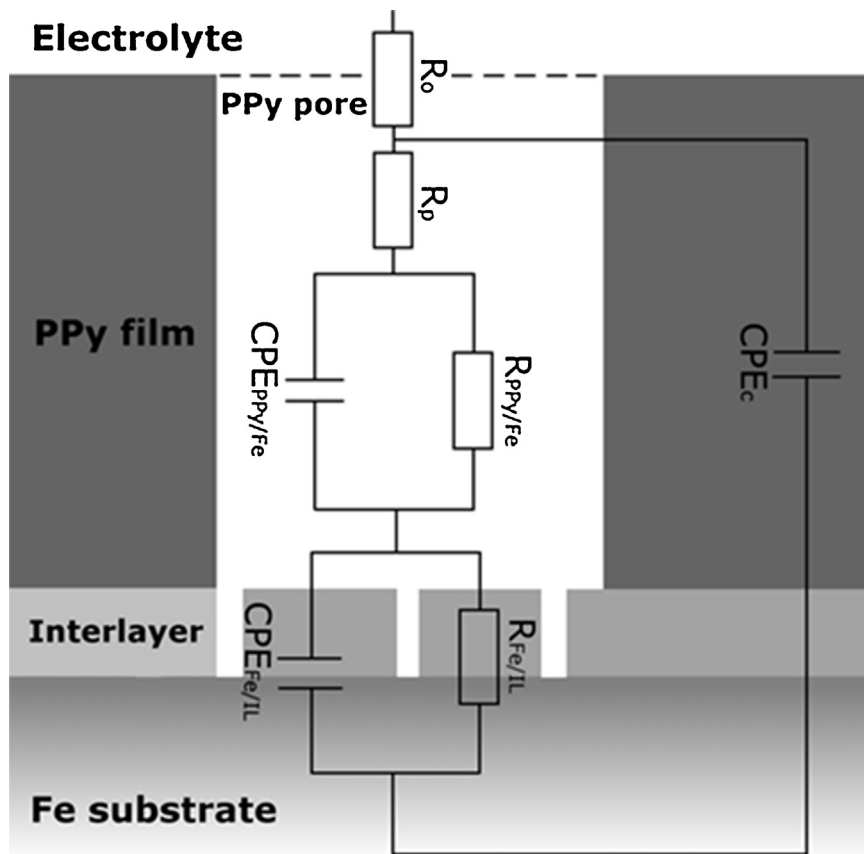 Electrolyte
Ro
PPy pore
Rp
PPy film
CPEPPy/Fe
RPPy/Fe
CPEc
Interlayer
CPEFe/IL
RFe/IL
Fe substrate